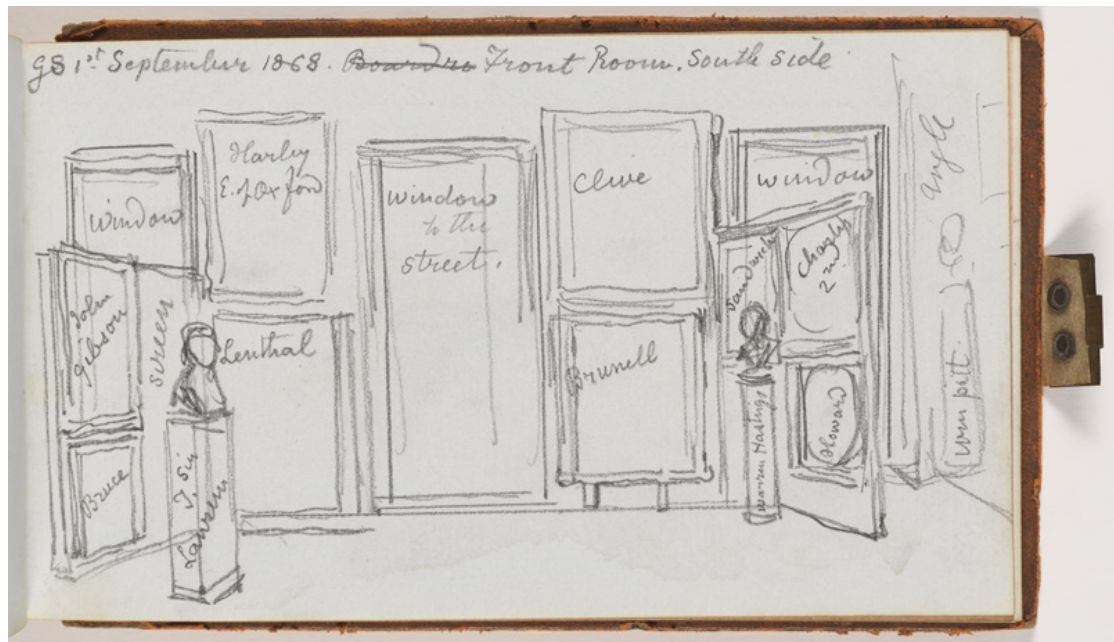 GS 1st September 1868. Boardro Front Room. South side
window
Harley
E. of Oxford
window
to the
street.
Clive
window
angle
John
Gibson
screen
Lenthal
Brunell
Sandwich
Charles
2nd
Bruce
T. Sir
Lawrence
Warren Hastings
Howard
Wm pitt.